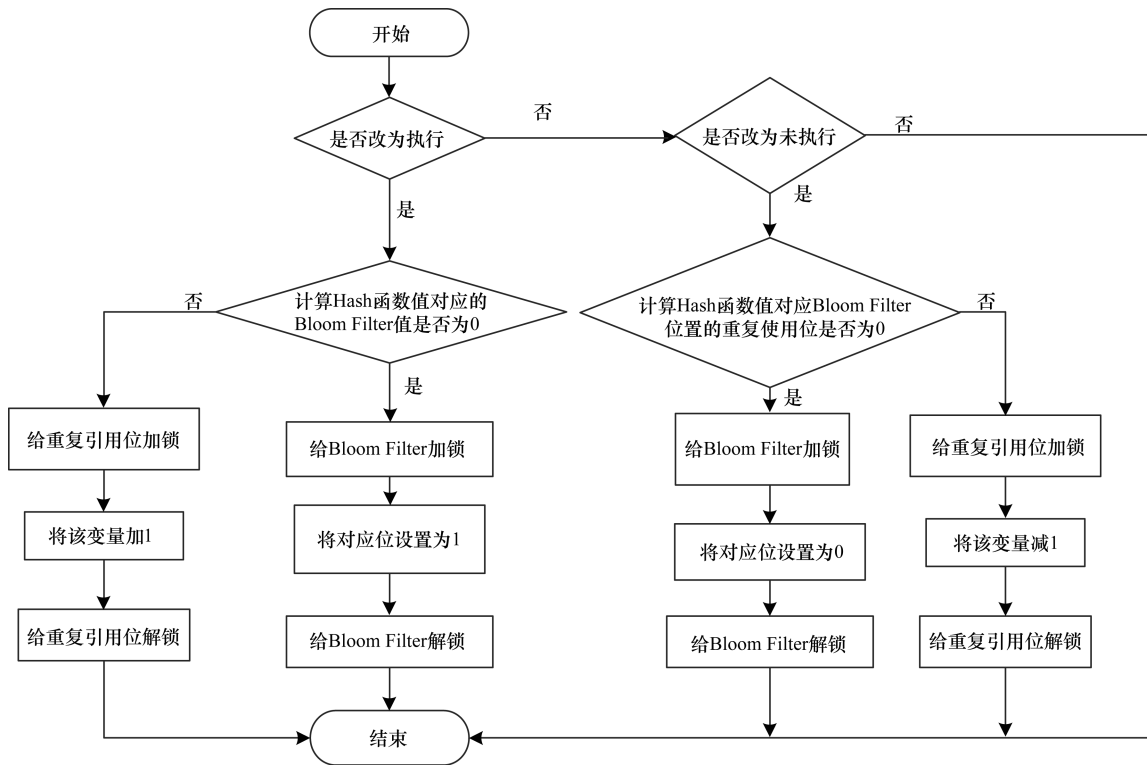 开始
是否改为执行
否
是否改为未执行
否
是
是
否
计算Hash函数值对应的
Bloom Filter值是否为0
计算Hash函数值对应Bloom Filter
位置的重复使用位是否为0
否
是
是
给重复引用位加锁
给Bloom Filter加锁
给Bloom Filter加锁
给重复引用位加锁
将该变量加1
将对应位设置为1
将对应位设置为0
将该变量减1
给重复引用位解锁
给Bloom Filter解锁
给Bloom Filter解锁
给重复引用位解锁
结束